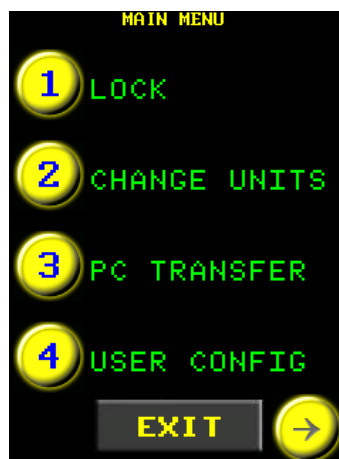 MAIN MENU
1 LOCK
2 CHANGE UNITS
3 PC TRANSFER
4 USER CONFIG
EXIT →